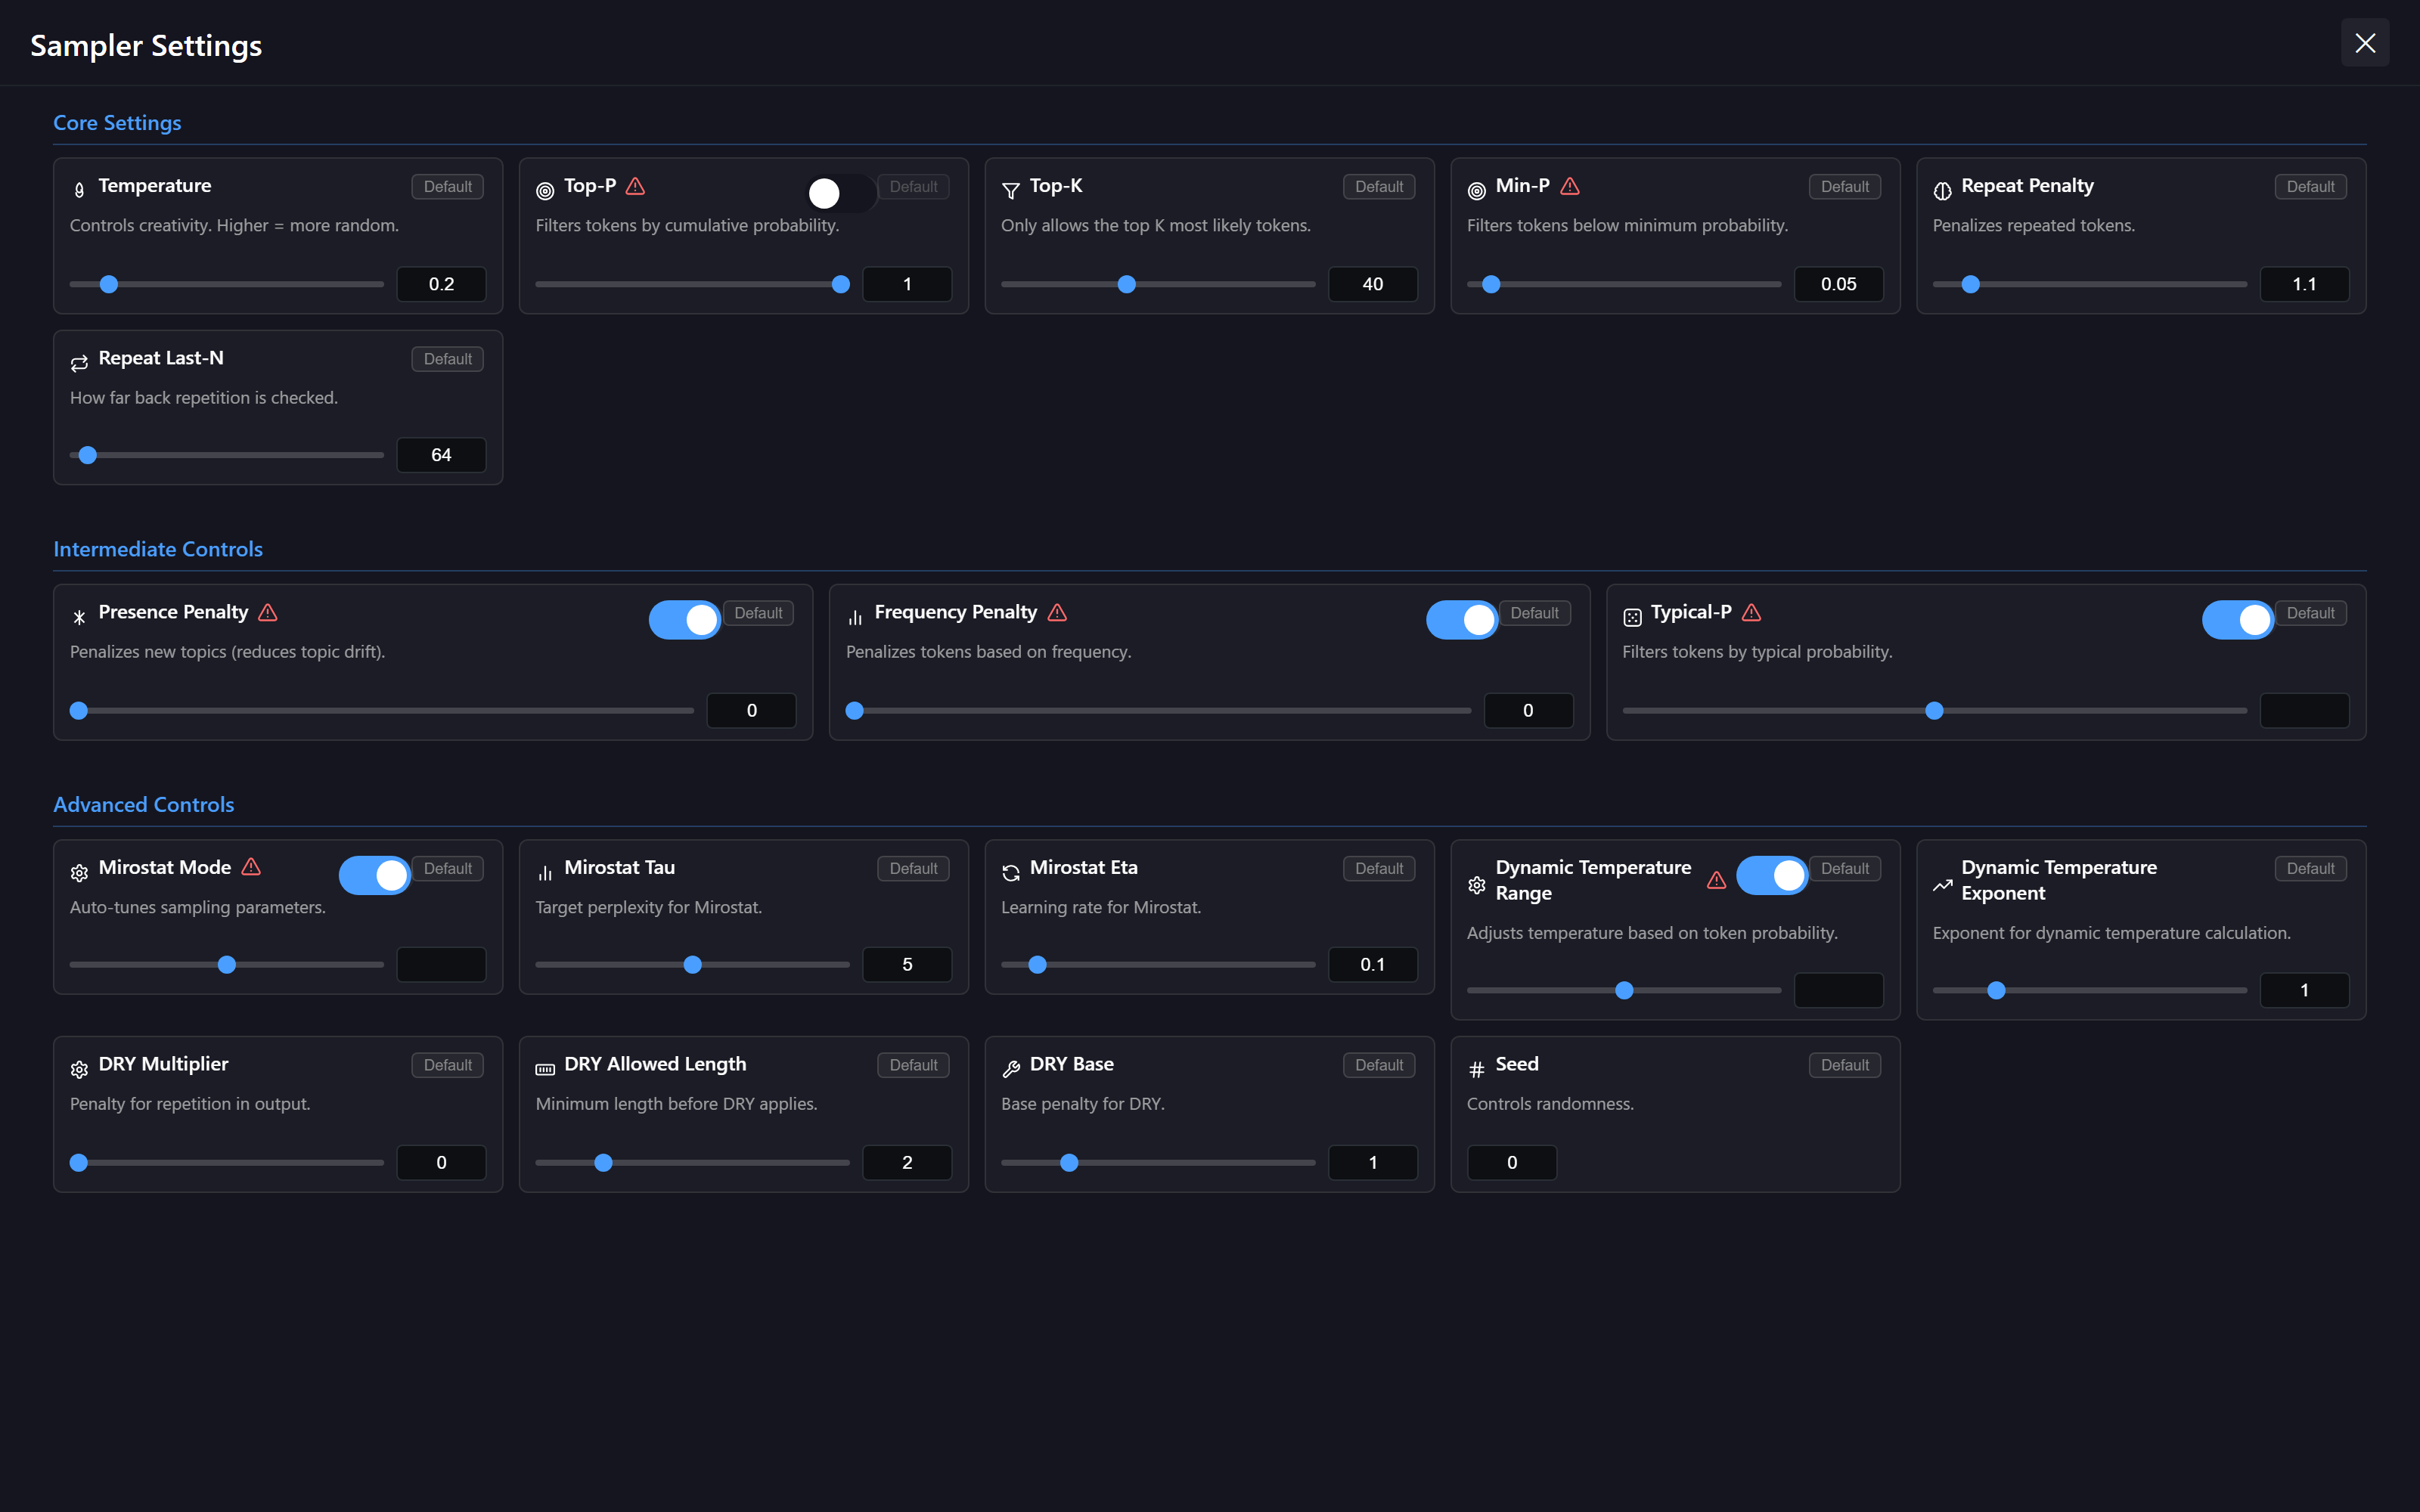 Sampler Settings
Core Settings
Temperature
Default
Controls creativity. Higher = more random.
0.2
Top-P
Default
Filters tokens by cumulative probability.
1
Top-K
Default
Only allows the top K most likely tokens.
40
Min-P
Default
Filters tokens below minimum probability.
0.05
Repeat Penalty
Default
Penalizes repeated tokens.
1.1
Repeat Last-N
Default
How far back repetition is checked.
64
Intermediate Controls
Presence Penalty
Default
Penalizes new topics (reduces topic drift).
0
Frequency Penalty
Default
Penalizes tokens based on frequency.
0
Typical-P
Default
Filters tokens by typical probability.
Advanced Controls
Mirostat Mode
Default
Auto-tunes sampling parameters.
Mirostat Tau
Default
Target perplexity for Mirostat.
5
Mirostat Eta
Default
Learning rate for Mirostat.
0.1
Dynamic Temperature
Range
Default
Adjusts temperature based on token probability.
Dynamic Temperature
Exponent
Default
Exponent for dynamic temperature calculation.
1
DRY Multiplier
Default
Penalty for repetition in output.
0
DRY Allowed Length
Default
Minimum length before DRY applies.
2
DRY Base
Default
Base penalty for DRY.
1
Seed
Default
Controls randomness.
0